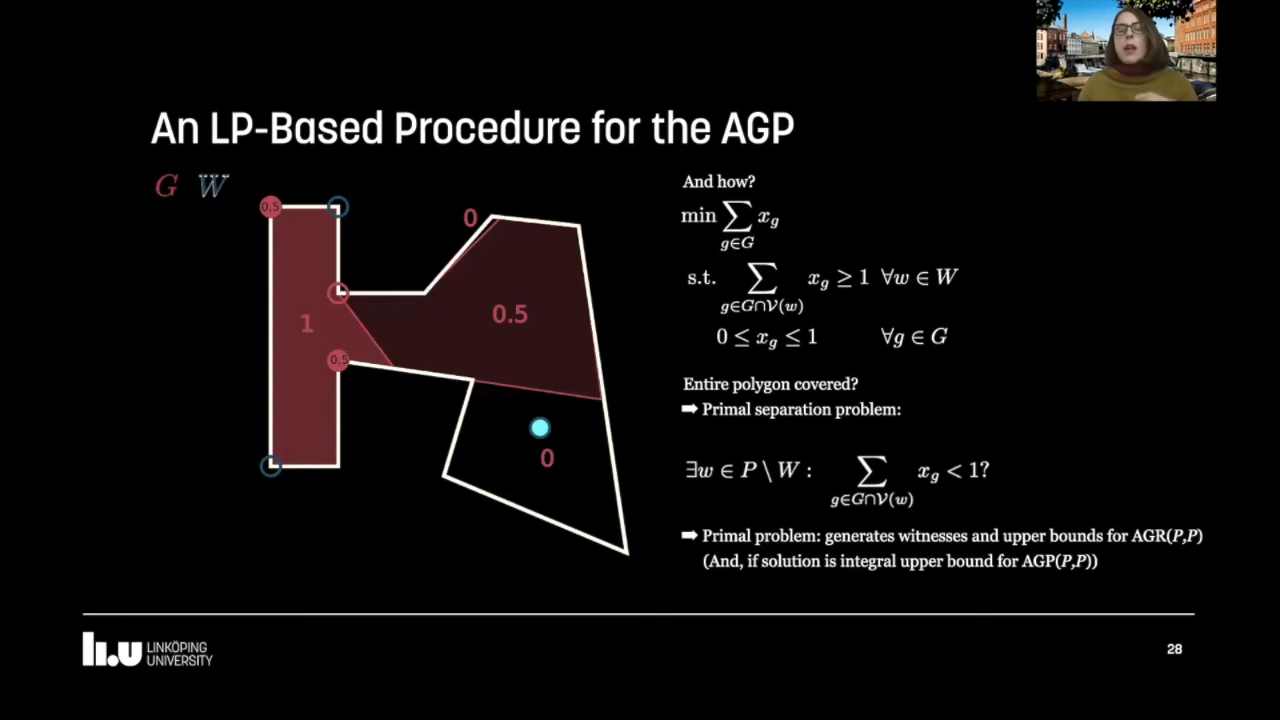 An LP-Based Procedure for the AGP
G W
0.5
0
1
0.5
0.5
0
And how?
min ∑_{g∈G} x_g
s.t. ∑_{g∈G∩𝒱(w)} x_g ≥ 1 ∀w ∈ W
0 ≤ x_g ≤ 1 ∀g ∈ G
Entire polygon covered?
➡ Primal separation problem:
∃w ∈ P \ W : ∑_{g∈G∩𝒱(w)} x_g < 1?
➡ Primal problem: generates witnesses and upper bounds for AGR(P,P)
(And, if solution is integral upper bound for AGP(P,P))
li.u LINKÖPING
UNIVERSITY
28